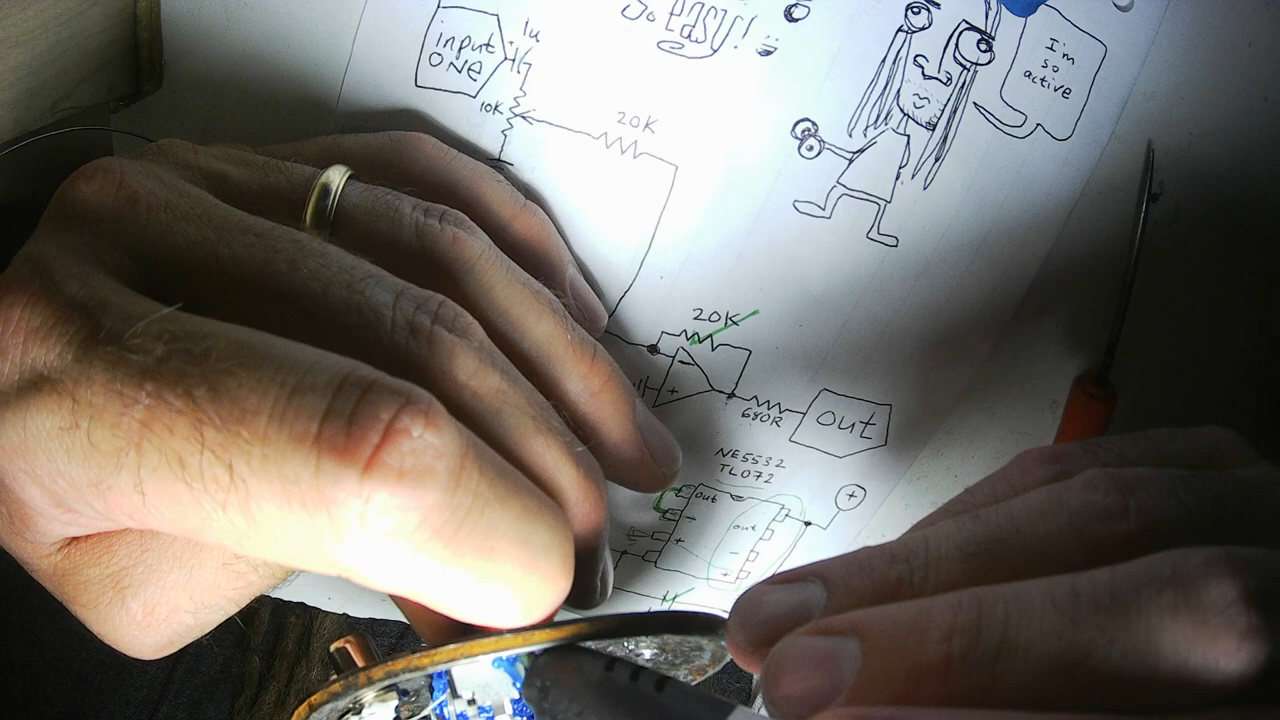 So easy!
I'm
so
active
input
ONE
1u
10K
20K
20K
-
+
680R
out
NE5532
TL072
out
-
+
out
-
+
+